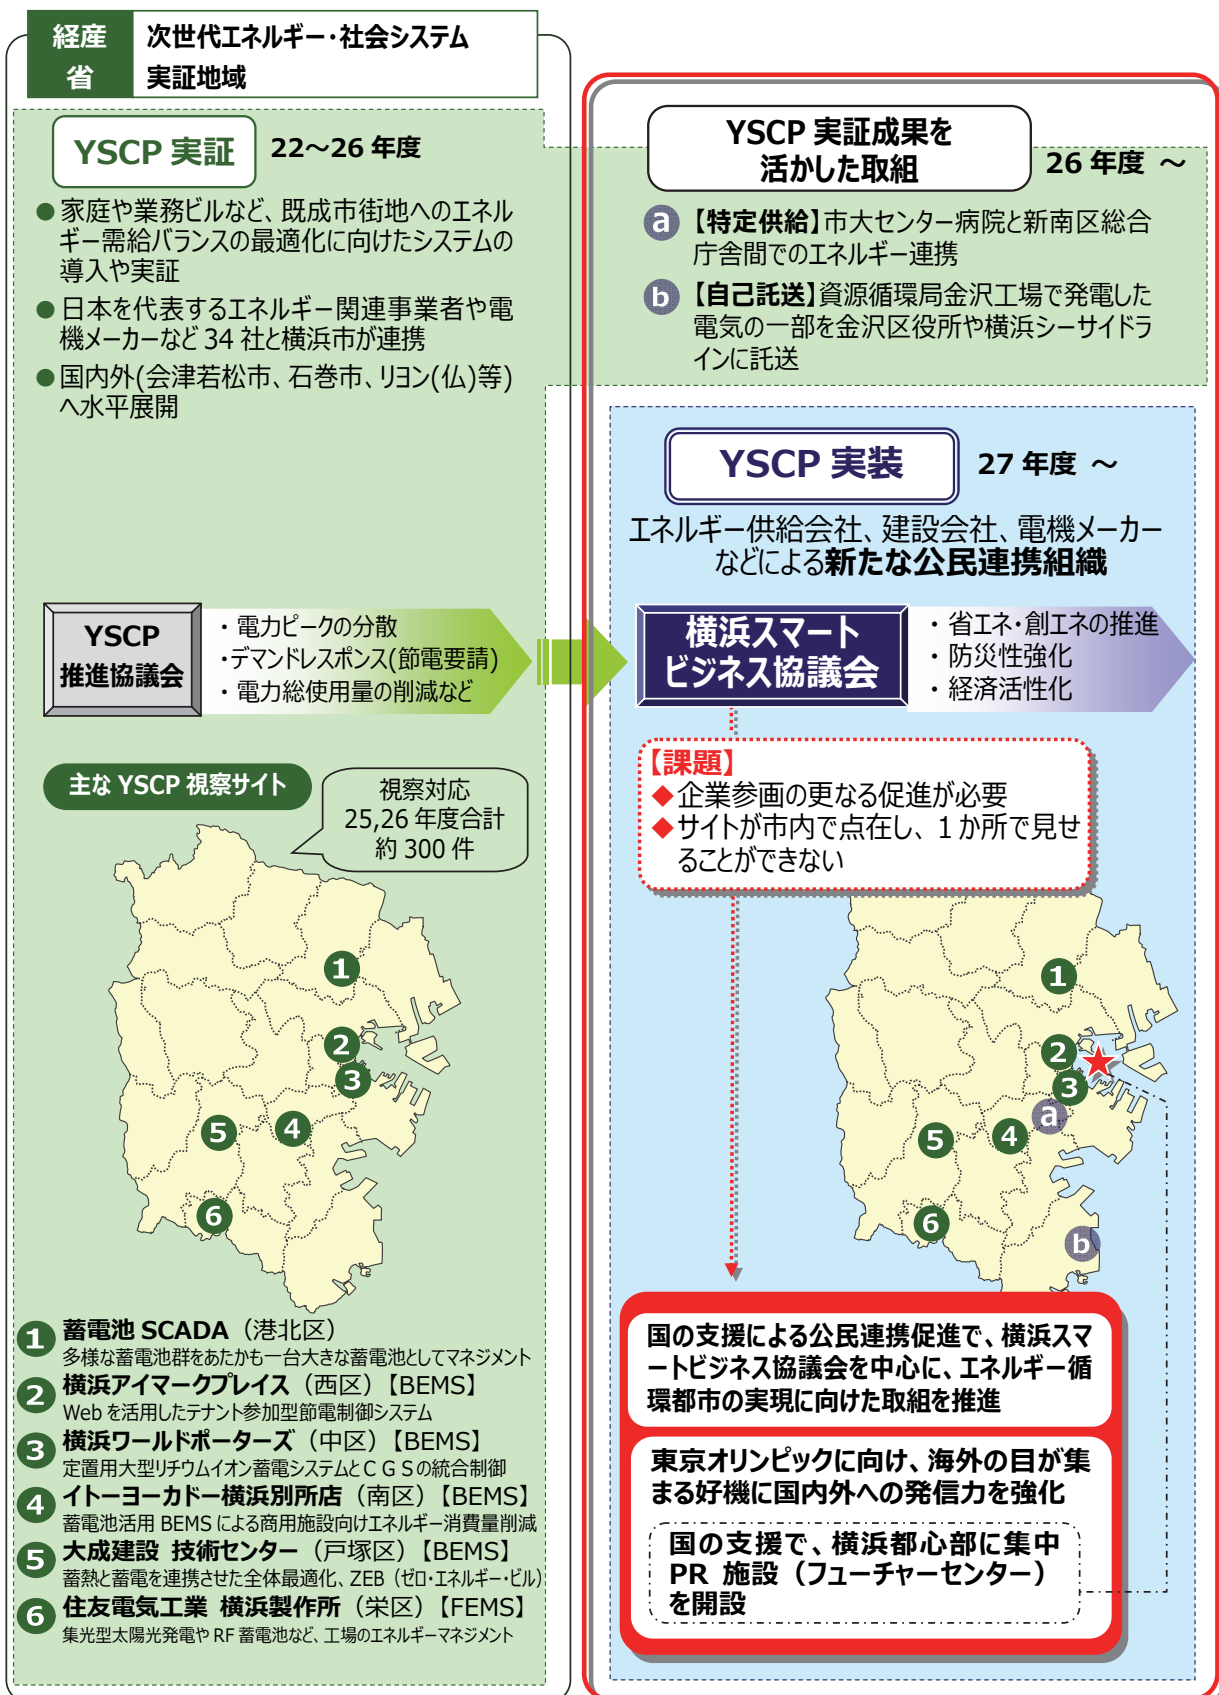 経産省
次世代エネルギー・社会システム
実証地域
YSCP 実証
22～26 年度
●家庭や業務ビルなど、既成市街地へのエネル
ギー需給バランスの最適化に向けたシステムの
導入や実証
●日本を代表するエネルギー関連事業者や電
機メーカーなど 34 社と横浜市が連携
●国内外(会津若松市、石巻市、リヨン(仏)等)
へ水平展開
YSCP
推進協議会
・電力ピークの分散
・デマンドレスポンス(節電要請)
・電力総使用量の削減など
主な YSCP 視察サイト
視察対応
25,26 年度合計
約 300 件
1
2
3
4
5
6
1 蓄電池 SCADA（港北区）
多様な蓄電池群をあたかも一台大きな蓄電池としてマネジメント
2 横浜アイマークプレイス（西区）【BEMS】
Web を活用したテナント参加型節電制御システム
3 横浜ワールドポーターズ（中区）【BEMS】
定置用大型リチウムイオン蓄電システムとＣＧＳの統合制御
4 イトーヨーカドー横浜別所店（南区）【BEMS】
蓄電池活用 BEMS による商用施設向けエネルギー消費量削減
5 大成建設 技術センター（戸塚区）【BEMS】
蓄熱と蓄電を連携させた全体最適化、ZEB（ゼロ・エネルギー・ビル）
6 住友電気工業 横浜製作所（栄区）【FEMS】
集光型太陽光発電や RF 蓄電池など、工場のエネルギーマネジメント
YSCP 実証成果を
活かした取組
26 年度 ～
a 【特定供給】市大センター病院と新南区総合
庁舎間でのエネルギー連携
b 【自己託送】資源循環局金沢工場で発電した
電気の一部を金沢区役所や横浜シーサイドラ
インに託送
YSCP 実装
27 年度 ～
エネルギー供給会社、建設会社、電機メーカー
などによる新たな公民連携組織
横浜スマート
ビジネス協議会
・省エネ・創エネの推進
・防災性強化
・経済活性化
【課題】
◆企業参画の更なる促進が必要
◆サイトが市内で点在し、１か所で見せ
ることができない
1
2
3
a
4
5
6
b
国の支援による公民連携促進で、横浜スマ
ートビジネス協議会を中心に、エネルギー循
環都市の実現に向けた取組を推進
東京オリンピックに向け、海外の目が集
まる好機に国内外への発信力を強化
国の支援で、横浜都心部に集中
PR 施設（フューチャーセンター）
を開設